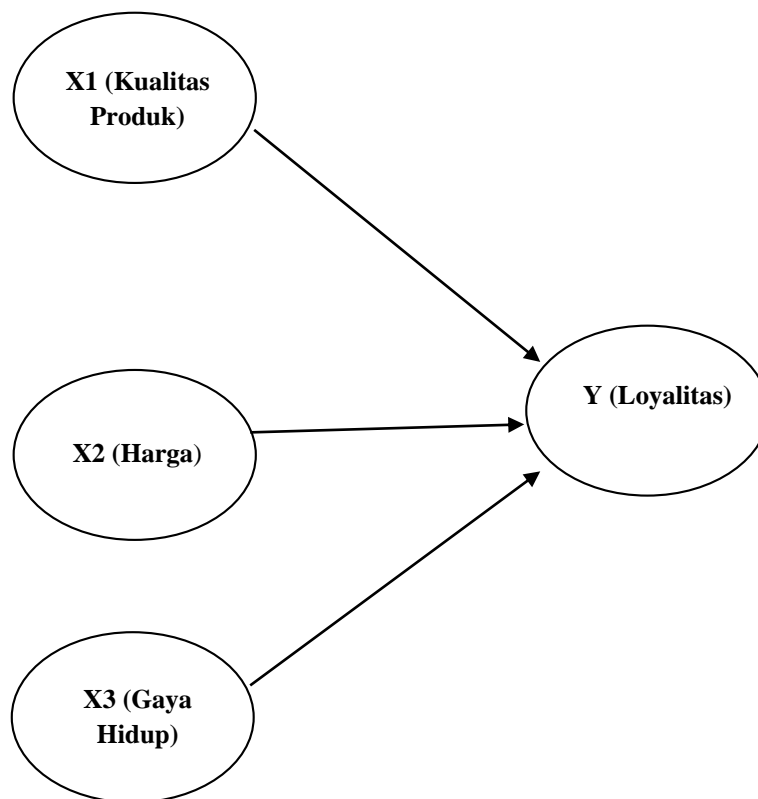 X1 (Kualitas
Produk)
X2 (Harga)
Y (Loyalitas)
X3 (Gaya
Hidup)